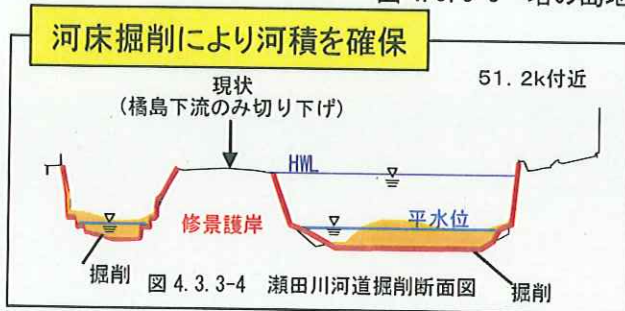 河床掘削により河積を確保
現状
(橘島下流のみ切り下げ)
51.2k付近
HWL
平水位
修景護岸
掘削
掘削
図 4.3.3-4 瀬田川河道掘削断面図